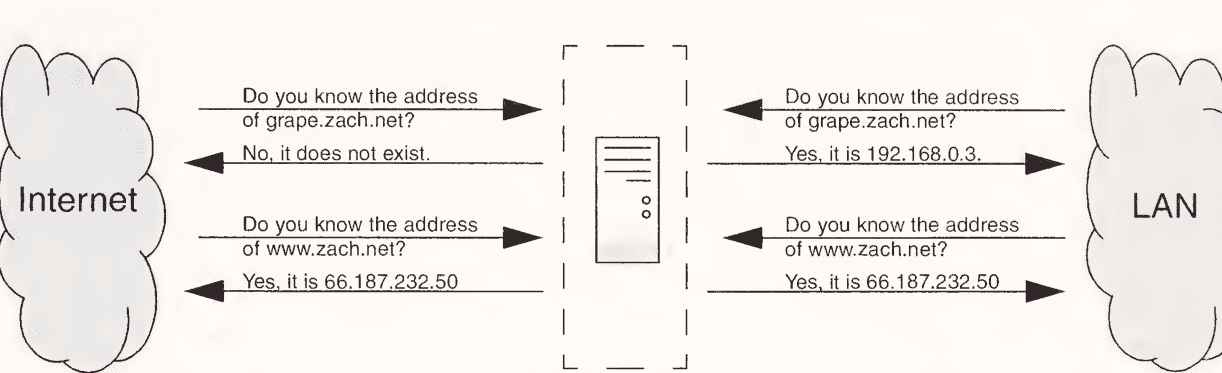 Do you know the address
of grape.zach.net?
No, it does not exist.
Internet
Do you know the address
of www.zach.net?
Yes, it is 66.187.232.50
Do you know the address
of grape.zach.net?
Yes, it is 192.168.0.3.
LAN
Do you know the address
of www.zach.net?
Yes, it is 66.187.232.50